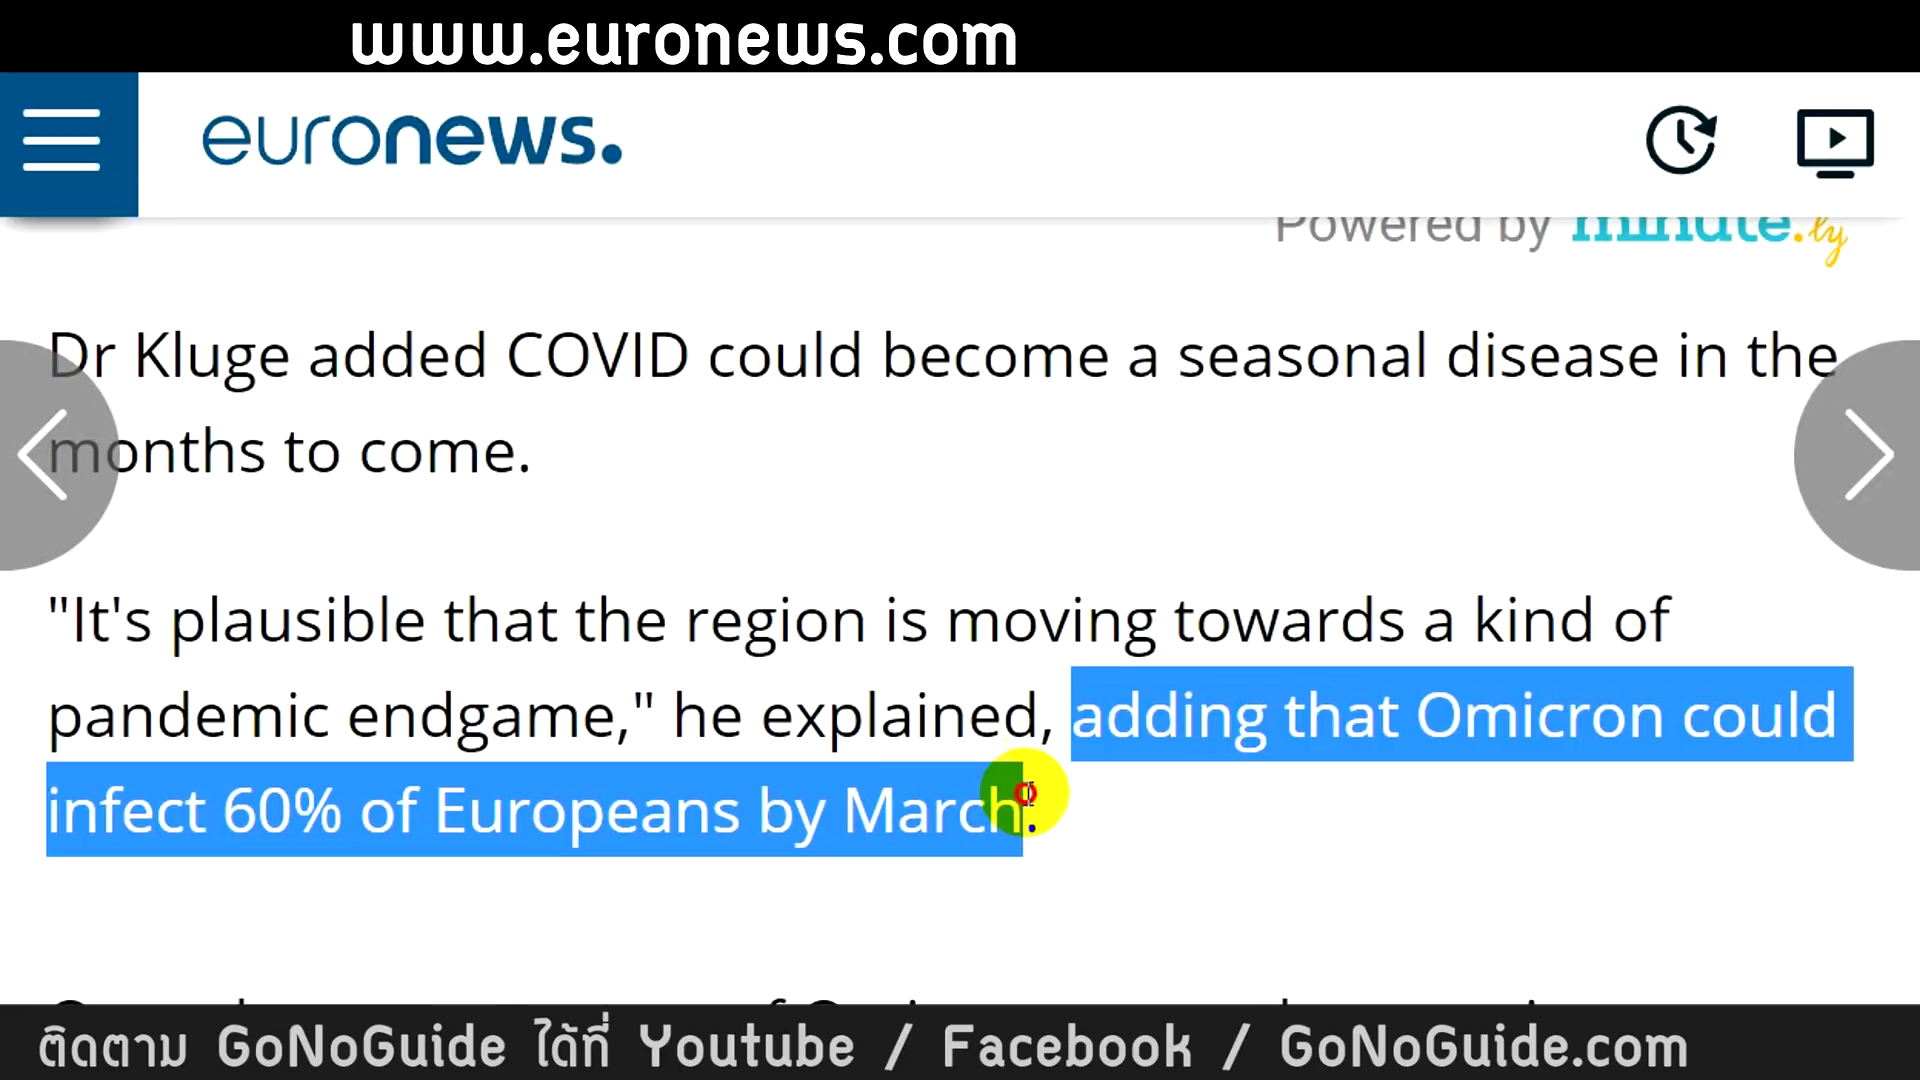 www.euronews.com
euronews.
Powered by minute.ly
Dr Kluge added COVID could become a seasonal disease in the
months to come.
"It's plausible that the region is moving towards a kind of
pandemic endgame," he explained, adding that Omicron could
infect 60% of Europeans by March.
ติดตาม GoNoGuide ได้ที่ Youtube / Facebook / GoNoGuide.com